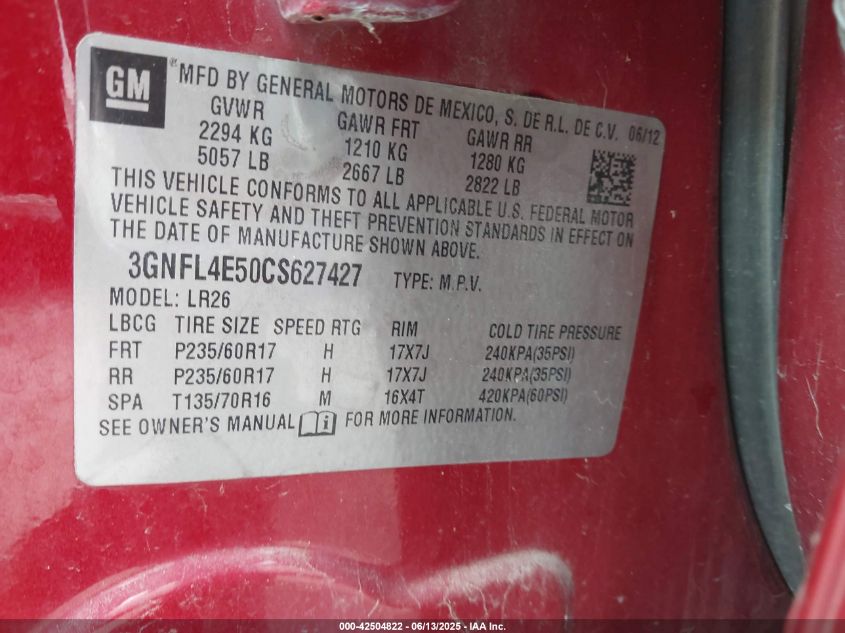 GM
® MFD BY GENERAL MOTORS DE MEXICO, S. DE R.L. DE C.V. 06/12
GVWR GAWR FRT GAWR RR
2294 KG 1210 KG 1280 KG
5057 LB 2667 LB 2822 LB
THIS VEHICLE CONFORMS TO ALL APPLICABLE U.S. FEDERAL MOTOR
VEHICLE SAFETY AND THEFT PREVENTION STANDARDS IN EFFECT ON
THE DATE OF MANUFACTURE SHOWN ABOVE.
3GNFL4E50CS627427 TYPE: M.P.V.
MODEL: LR26
LBCG TIRE SIZE SPEED RTG RIM COLD TIRE PRESSURE
FRT P235/60R17 H 17X7J 240KPA(35PSI)
RR P235/60R17 H 17X7J 240KPA(35PSI)
SPA T135/70R16 M 16X4T 420KPA(60PSI)
SEE OWNER'S MANUAL i FOR MORE INFORMATION.
000-42504822 - 06/13/2025 - IAA Inc.